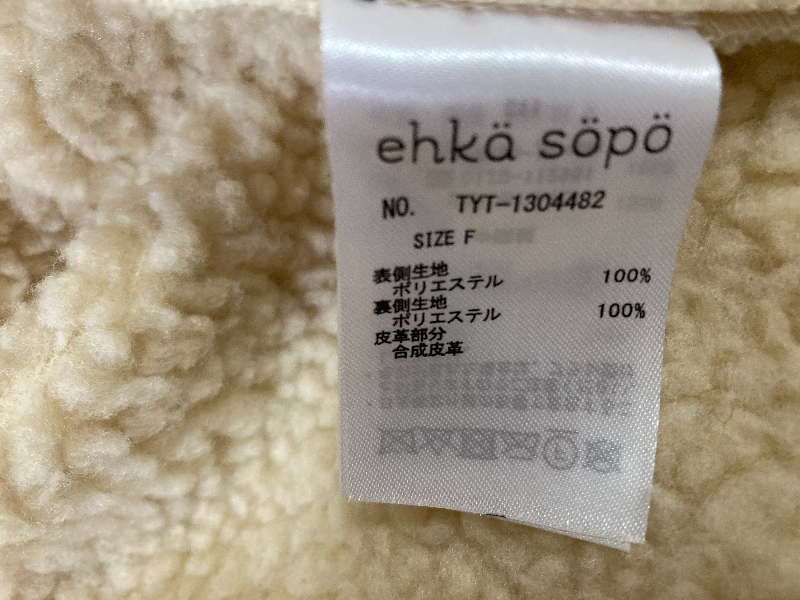 ehkä söpö
NO. TYT-1304482
SIZE F
表側生地
ポリエステル 100%
裏側生地
ポリエステル 100%
皮革部分
合成皮革